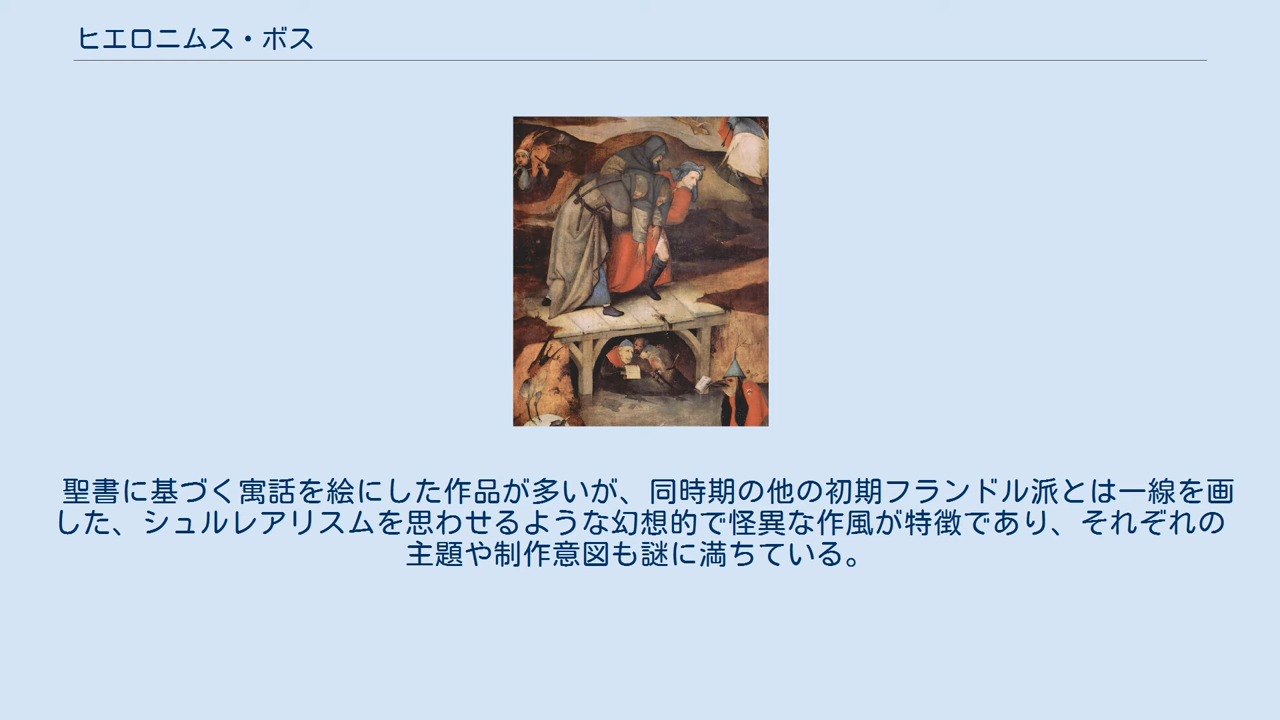 ヒエロニムス・ボス
聖書に基づく寓話を絵にした作品が多いが、同時期の他の初期フランドル派とは一線を画
した、シュルレアリスムを思わせるような幻想的で怪異な作風が特徴であり、それぞれの
主題や制作意図も謎に満ちている。